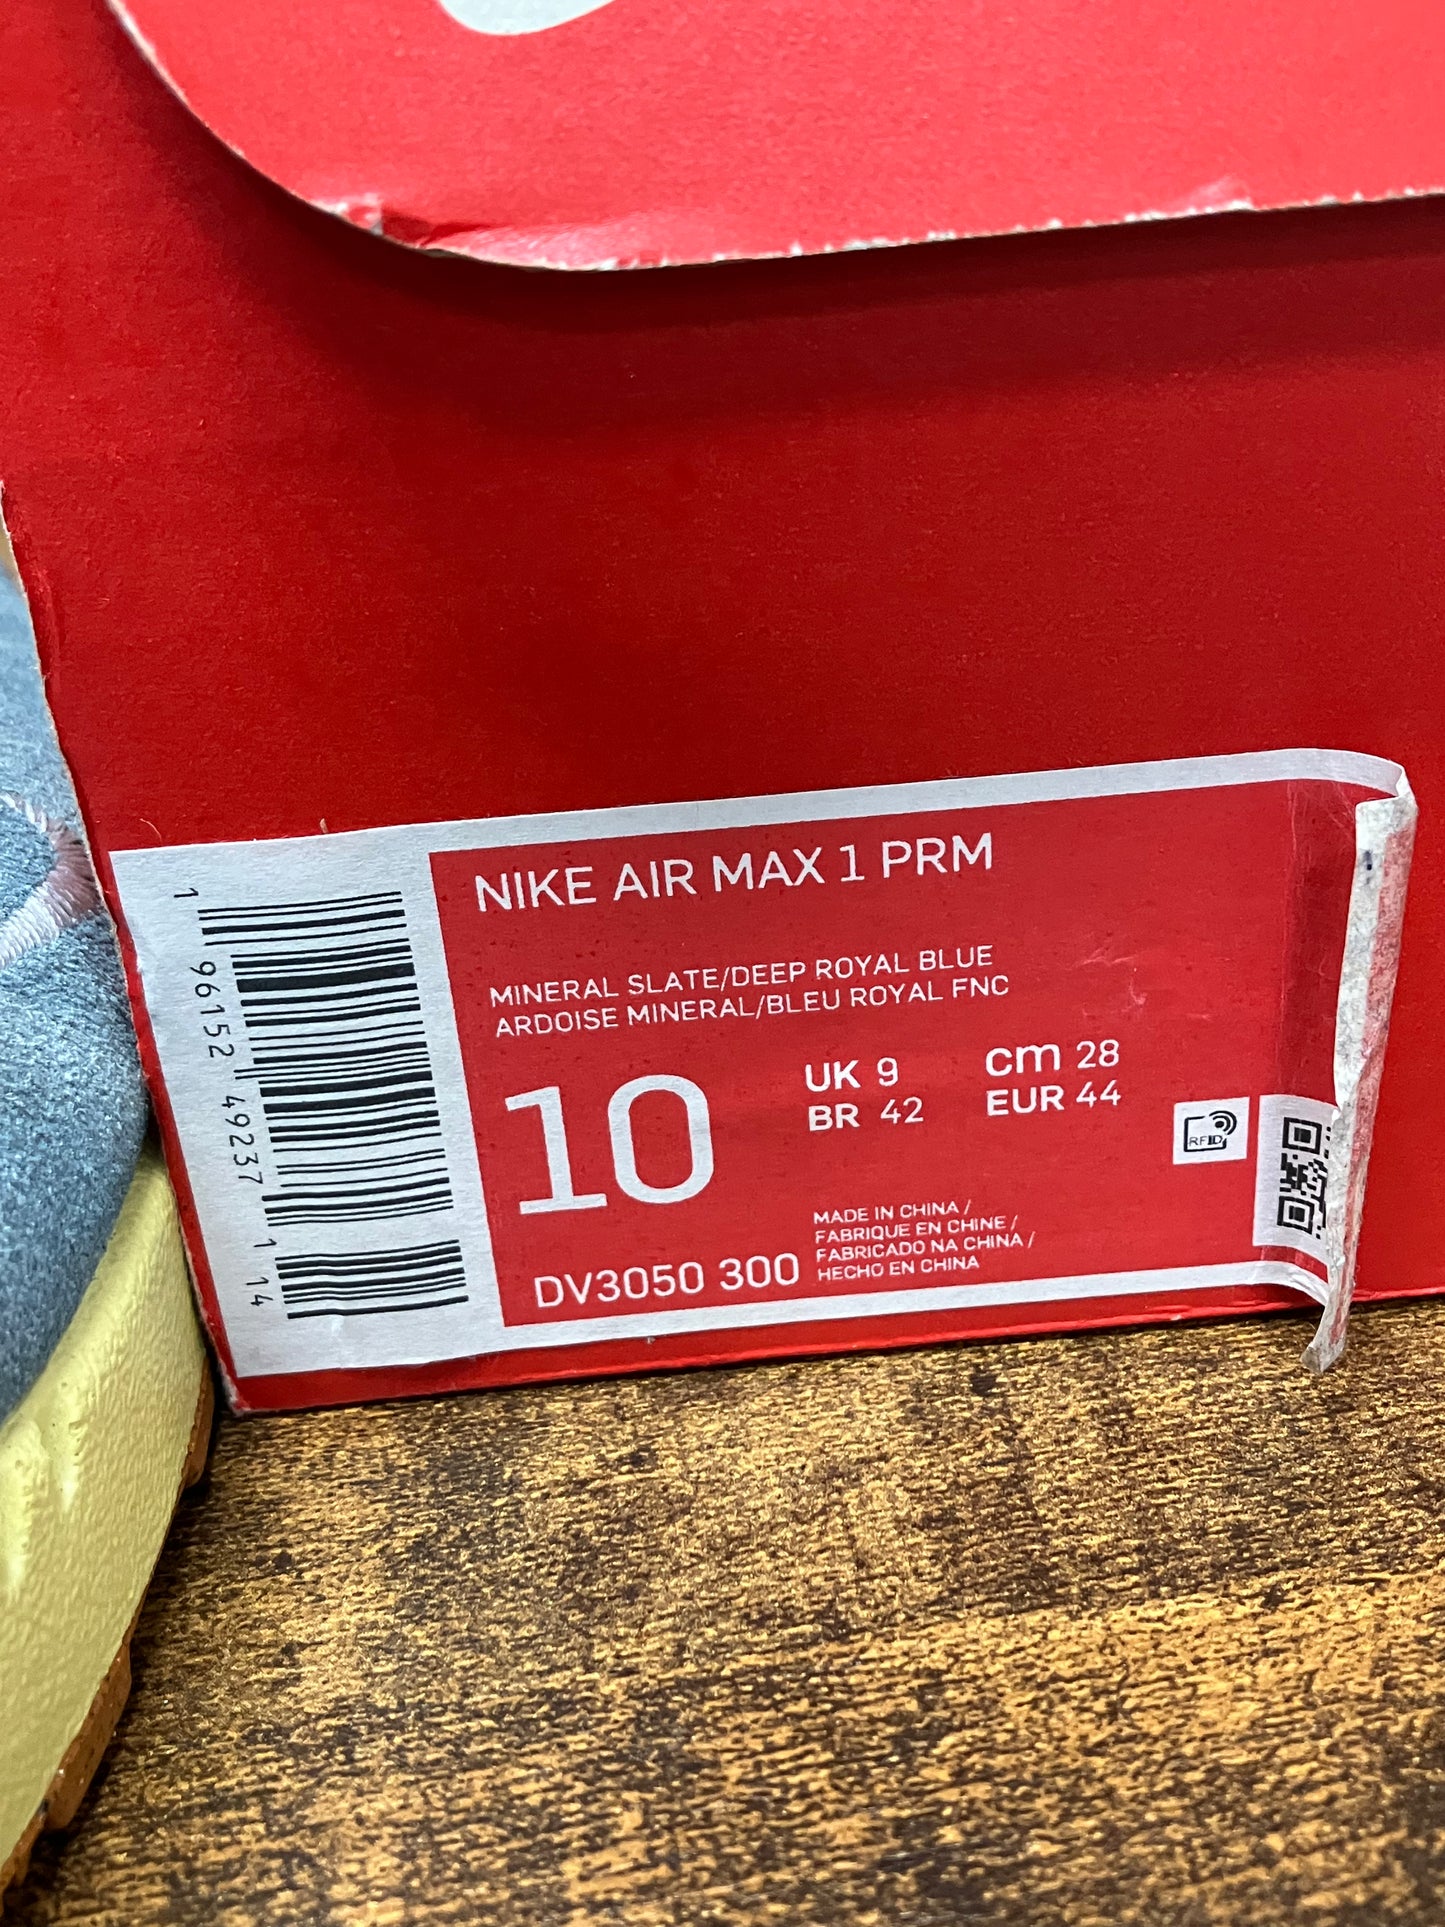 NIKE AIR MAX 1 PRM
MINERAL SLATE/DEEP ROYAL BLUE
ARDOISE MINERAL/BLEU ROYAL FNC
10
UK 9
cm 28
BR 42
EUR 44
RFID
DV3050 300
MADE IN CHINA /
FABRIQUE EN CHINE /
FABRICADO NA CHINA /
HECHO EN CHINA
1 96152 49237 1 14